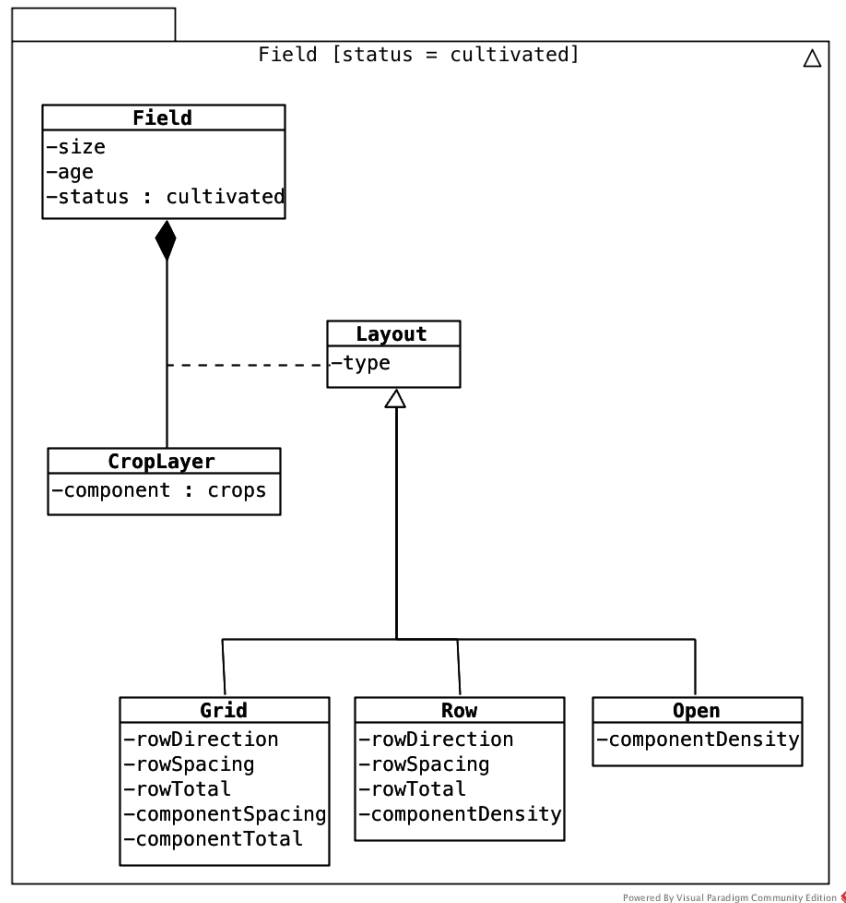 Field [status = cultivated]
Field
-size
-age
-status : cultivated
Layout
-type
CropLayer
-component : crops
Grid
-rowDirection
-rowSpacing
-rowTotal
-componentSpacing
-componentTotal
Row
-rowDirection
-rowSpacing
-rowTotal
-componentDensity
Open
-componentDensity
Powered By Visual Paradigm Community Edition